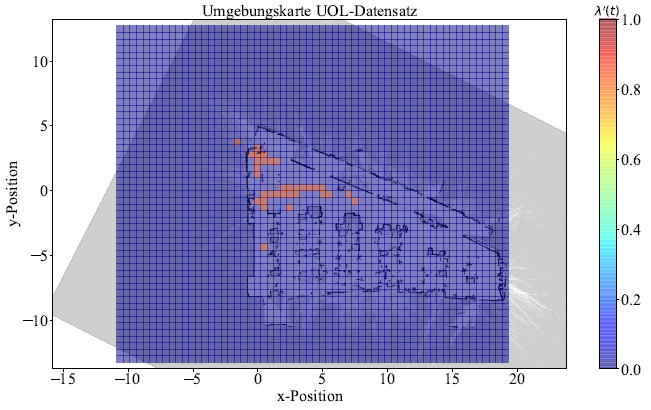 Umgebungskarte UOL-Datensatz
λ'(t)
1.0
0.8
0.6
0.4
0.2
0.0
y-Position
10
5
0
−5
−10
−15 −10 −5 0 5 10 15 20
x-Position